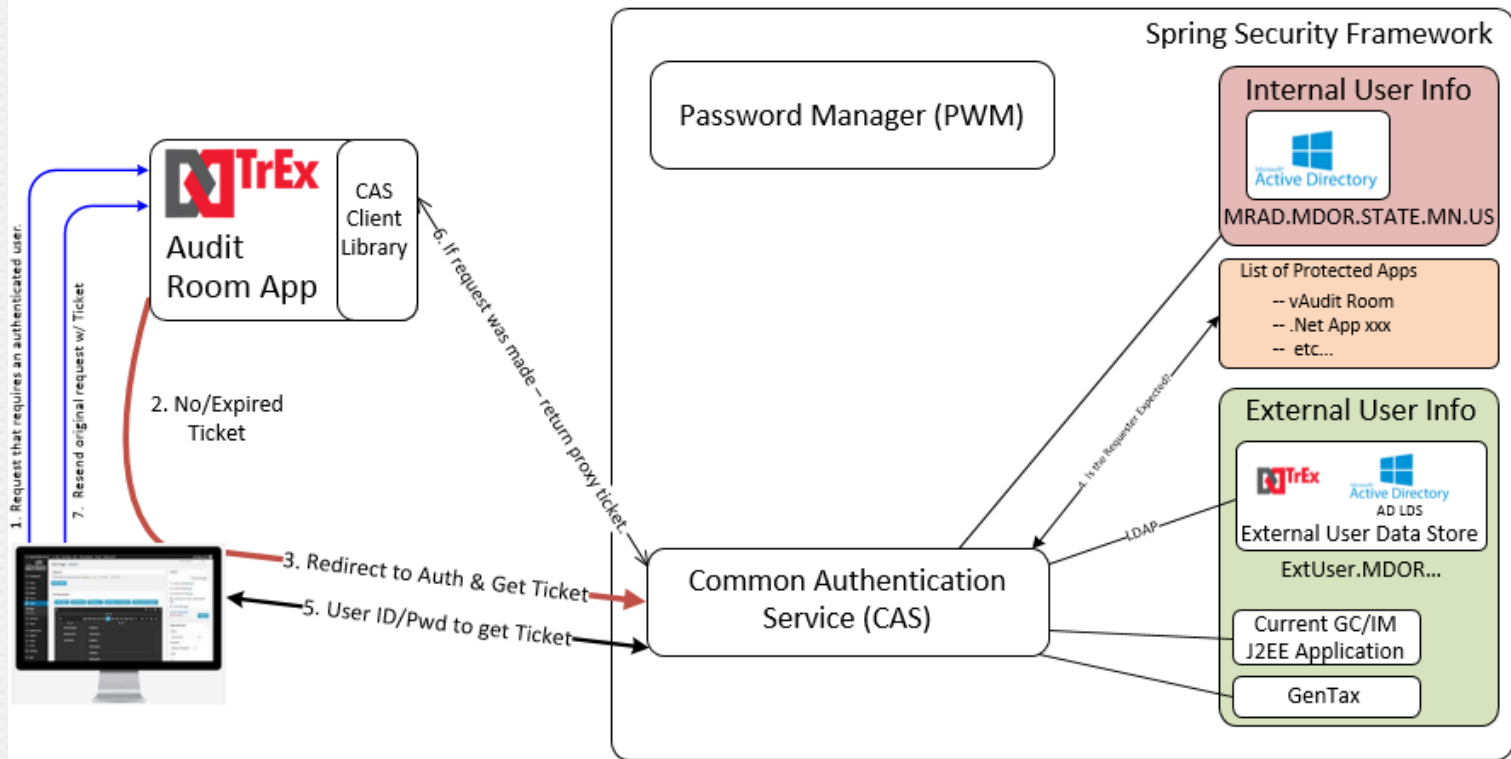 Spring Security Framework
Password Manager (PWM)
Internal User Info
Microsoft
Active Directory
MRAD.MDOR.STATE.MN.US
TrEx
Audit
Room App
CAS
Client
Library
List of Protected Apps
-- vAudit Room
-- .Net App xxx
-- etc...
1. Request that requires an authenticated user.
7. Resend original request w/ Ticket
2. No/Expired
Ticket
6. If request was made – return proxy ticket.
4. Is the Requester Expected?
External User Info
TrEx
Microsoft
Active Directory
AD LDS
External User Data Store
ExtUser.MDOR...
LDAP
3. Redirect to Auth & Get Ticket
5. User ID/Pwd to get Ticket
Common Authentication
Service (CAS)
Current GC/IM
J2EE Application
GenTax